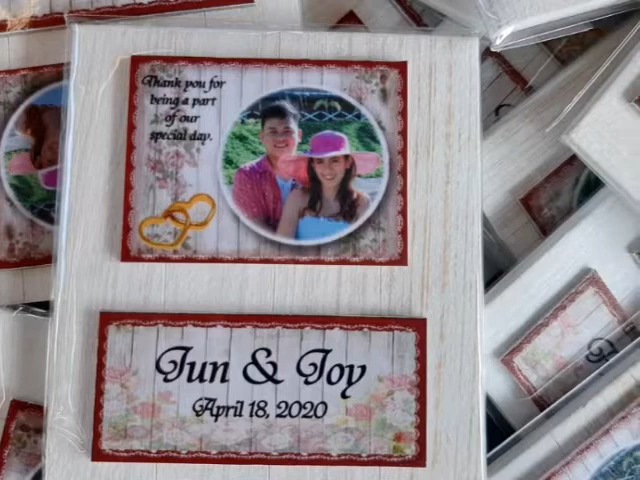 Thank you for
being a part
of our
special day.
Jun & Joy
April 18, 2020